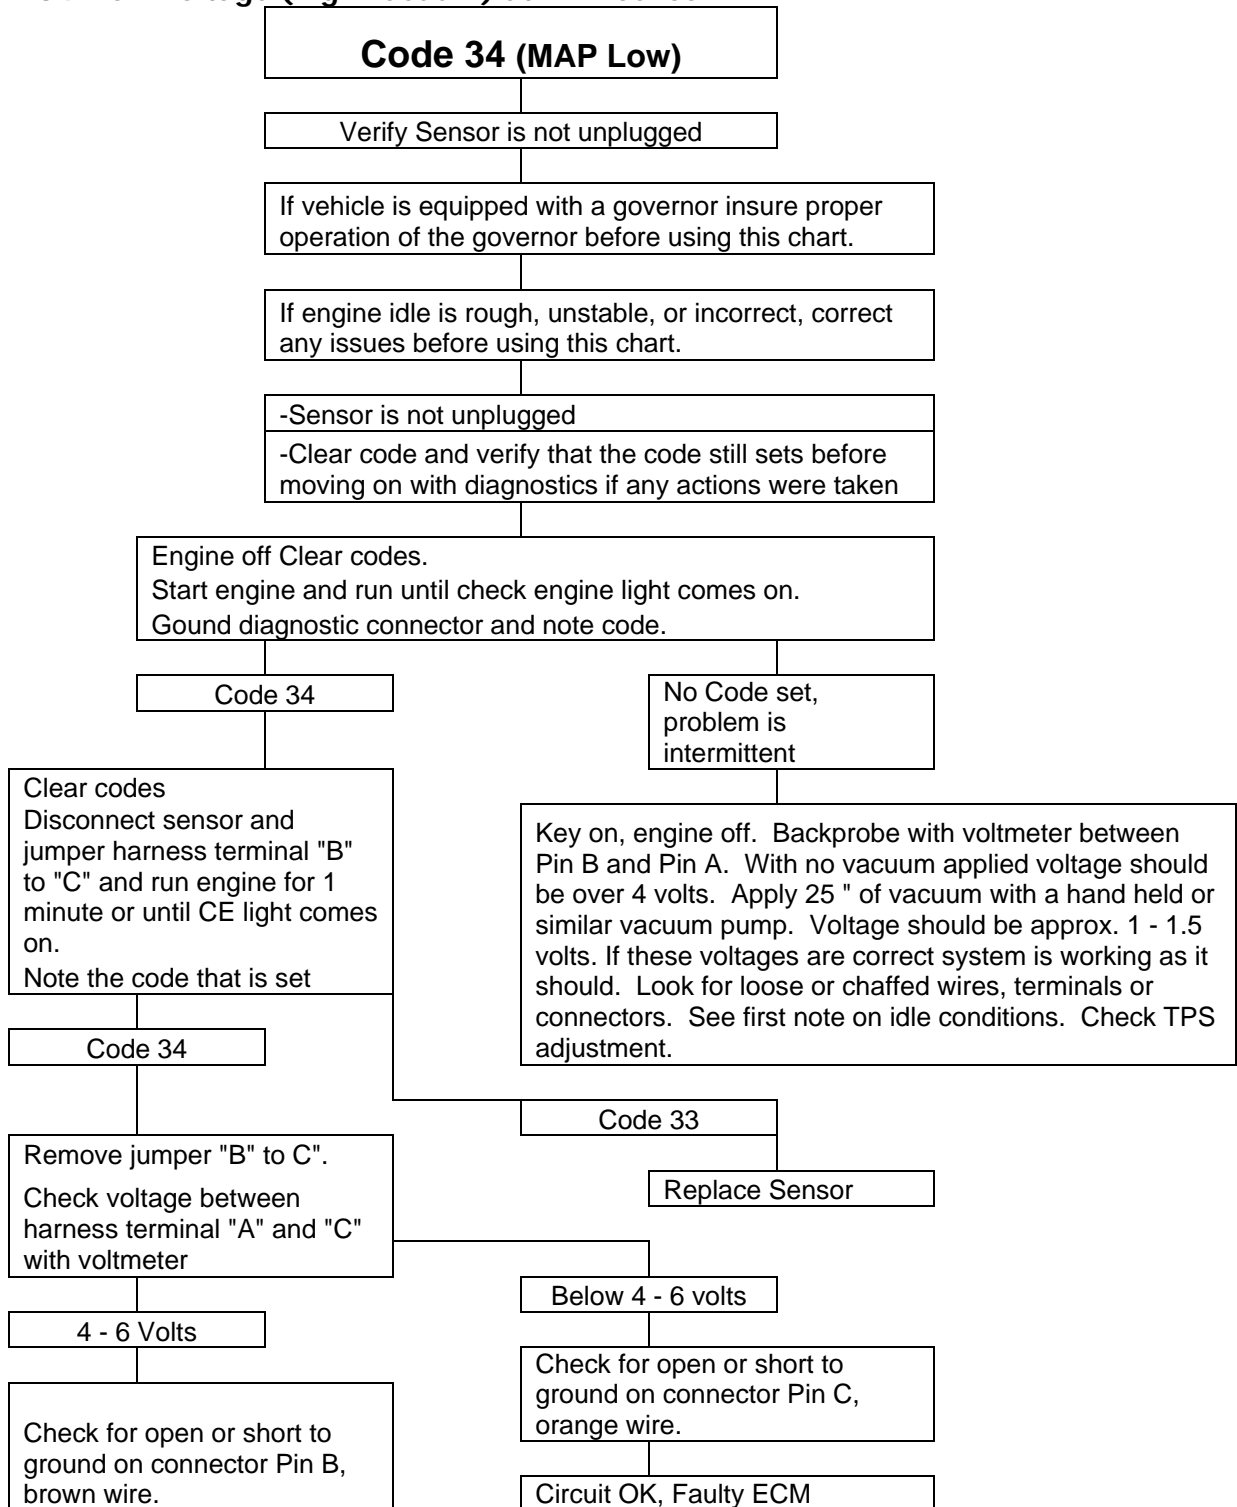 Code 34 (MAP Low)
Verify Sensor is not unplugged
If vehicle is equipped with a governor insure proper
operation of the governor before using this chart.
If engine idle is rough, unstable, or incorrect, correct
any issues before using this chart.
-Sensor is not unplugged
-Clear code and verify that the code still sets before
moving on with diagnostics if any actions were taken
Engine off Clear codes.
Start engine and run until check engine light comes on.
Gound diagnostic connector and note code.
Code 34
No Code set,
problem is
intermittent
Clear codes
Disconnect sensor and
jumper harness terminal "B"
to "C" and run engine for 1
minute or until CE light comes
on.
Note the code that is set
Key on, engine off.  Backprobe with voltmeter between
Pin B and Pin A.  With no vacuum applied voltage should
be over 4 volts.  Apply 25 " of vacuum with a hand held or
similar vacuum pump.  Voltage should be approx. 1 - 1.5
volts. If these voltages are correct system is working as it
should.  Look for loose or chaffed wires, terminals or
connectors.  See first note on idle conditions.  Check TPS
adjustment.
Code 34
Code 33
Replace Sensor
Remove jumper "B" to C".
Check voltage between
harness terminal "A" and "C"
with voltmeter
Below 4 - 6 volts
4 - 6 Volts
Check for open or short to
ground on connector Pin C,
orange wire.
Check for open or short to
ground on connector Pin B,
brown wire.
Circuit OK, Faulty ECM